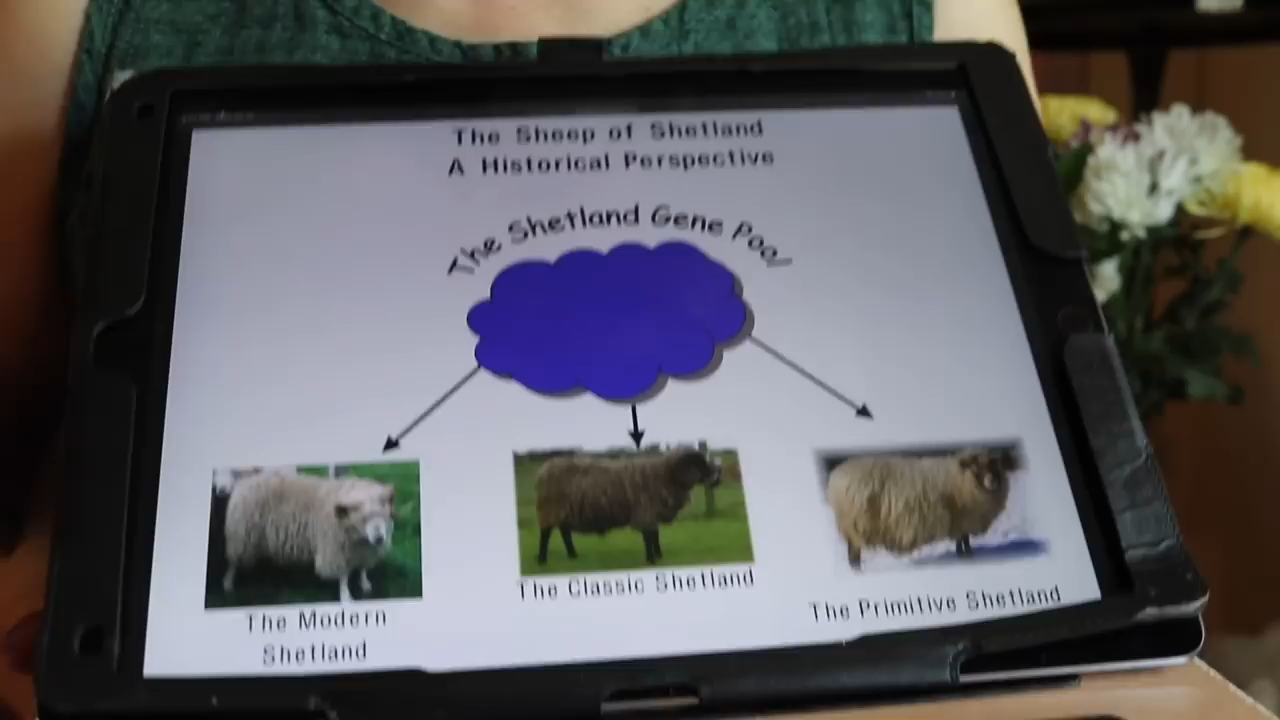 The Sheep of Shetland
A Historical Perspective
The Shetland Gene Pool
The Classic Shetland
The Primitive Shetland
The Modern
Shetland